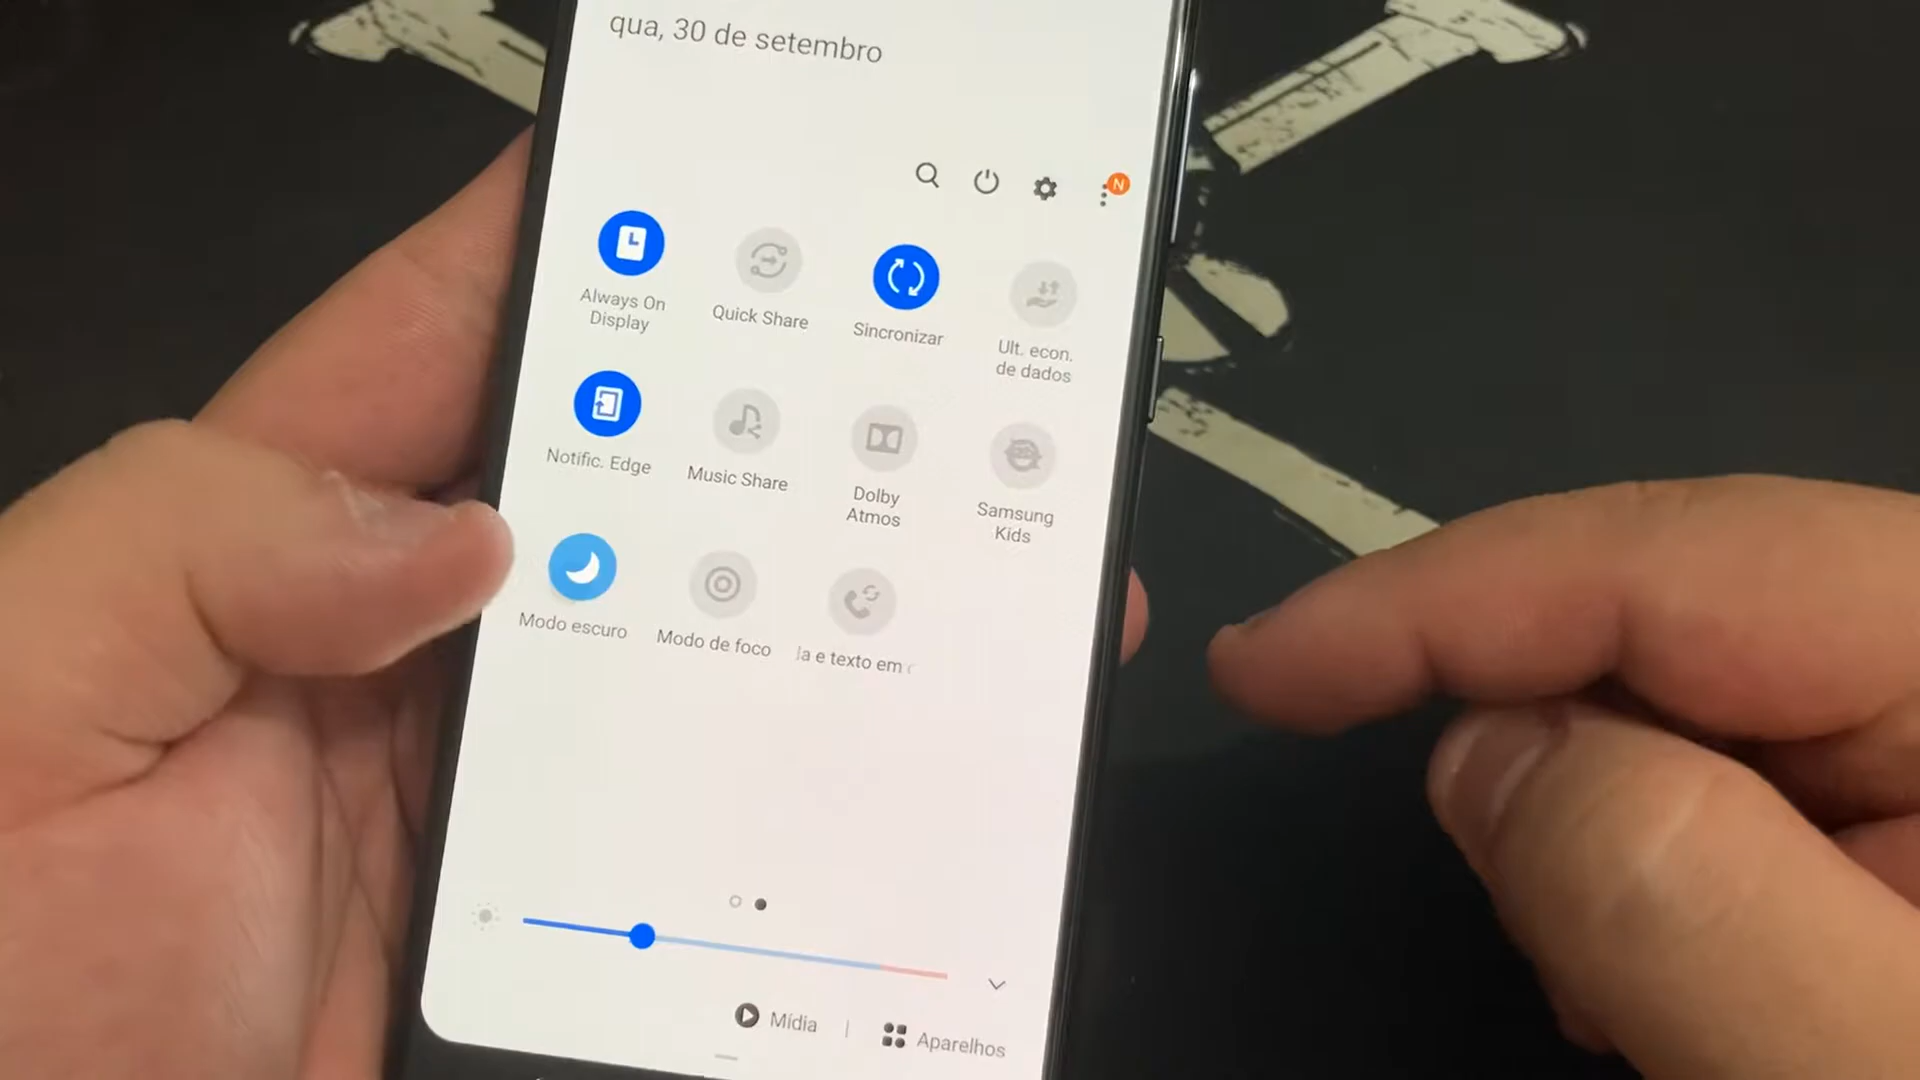 qua, 30 de setembro
N
Always On
Display
Quick Share
Sincronizar
Ult. econ.
de dados
Notific. Edge
Music Share
Dolby
Atmos
Samsung
Kids
Modo escuro
Modo de foco
la e texto em
Mídia
Aparelhos